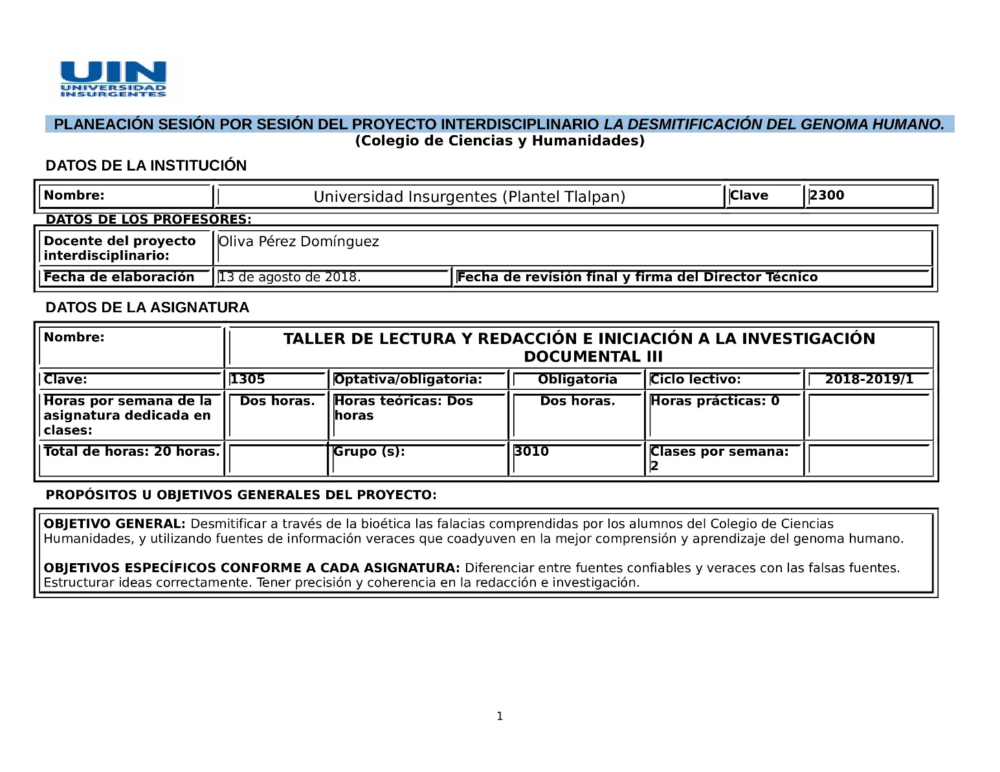 UIN
UNIVERSIDAD
INSURGENTES
PLANEACIÓN SESIÓN POR SESIÓN DEL PROYECTO INTERDISCIPLINARIO LA DESMITIFICACIÓN DEL GENOMA HUMANO.
(Colegio de Ciencias y Humanidades)
DATOS DE LA INSTITUCIÓN
Nombre: Universidad Insurgentes (Plantel Tlalpan) Clave 2300
DATOS DE LOS PROFESORES:
Docente del proyecto
interdisciplinario:
Oliva Pérez Domínguez
Fecha de elaboración 13 de agosto de 2018. Fecha de revisión final y firma del Director Técnico
DATOS DE LA ASIGNATURA
Nombre:
TALLER DE LECTURA Y REDACCIÓN E INICIACIÓN A LA INVESTIGACIÓN
DOCUMENTAL III
Clave: 1305 Optativa/obligatoria: Obligatoria Ciclo lectivo: 2018-2019/1
Horas por semana de la
asignatura dedicada en
clases:
Dos horas.
Horas teóricas: Dos
horas
Dos horas.
Horas prácticas: 0
Total de horas: 20 horas.
Grupo (s):
3010
Clases por semana:
2
PROPÓSITOS U OBJETIVOS GENERALES DEL PROYECTO:
OBJETIVO GENERAL: Desmitificar a través de la bioética las falacias comprendidas por los alumnos del Colegio de Ciencias
Humanidades, y utilizando fuentes de información veraces que coadyuven en la mejor comprensión y aprendizaje del genoma humano.
OBJETIVOS ESPECÍFICOS CONFORME A CADA ASIGNATURA: Diferenciar entre fuentes confiables y veraces con las falsas fuentes.
Estructurar ideas correctamente. Tener precisión y coherencia en la redacción e investigación.
1